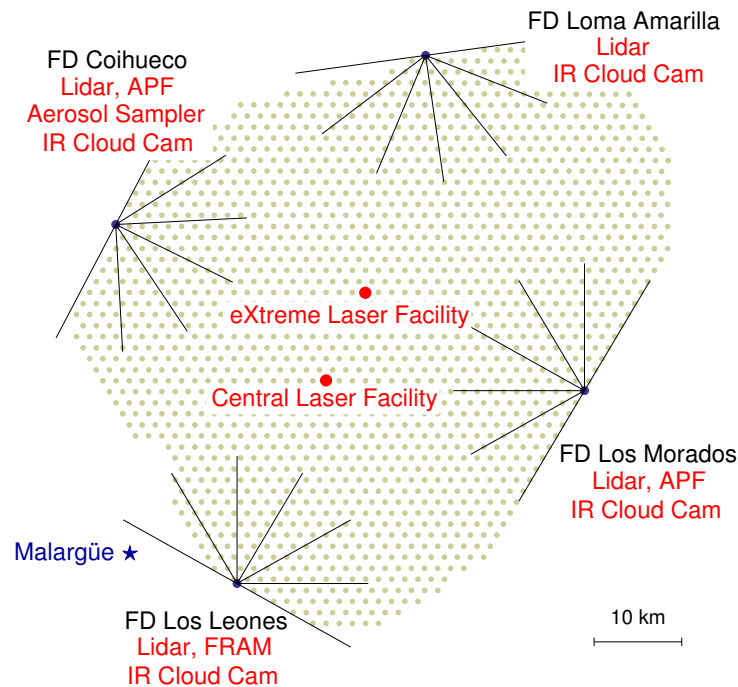 FD Loma Amarilla
Lidar
IR Cloud Cam
FD Coihueco
Lidar, APF
Aerosol Sampler
IR Cloud Cam
eXtreme Laser Facility
Central Laser Facility
FD Los Morados
Lidar, APF
IR Cloud Cam
Malargüe
FD Los Leones
Lidar, FRAM
IR Cloud Cam
10 km